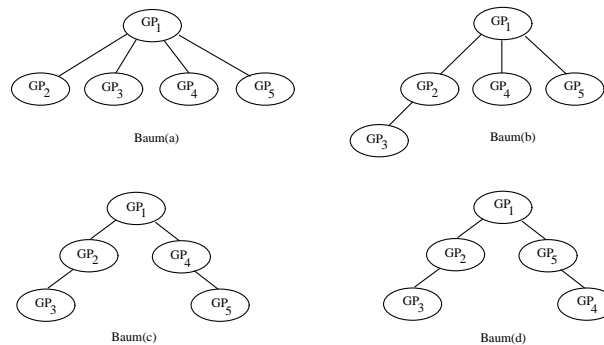 GP1
GP2 GP3 GP4 GP5
Baum(a)
GP1
GP2 GP4 GP5
GP3
Baum(b)
GP1
GP2 GP4
GP3 GP5
Baum(c)
GP1
GP2 GP5
GP3 GP4
Baum(d)